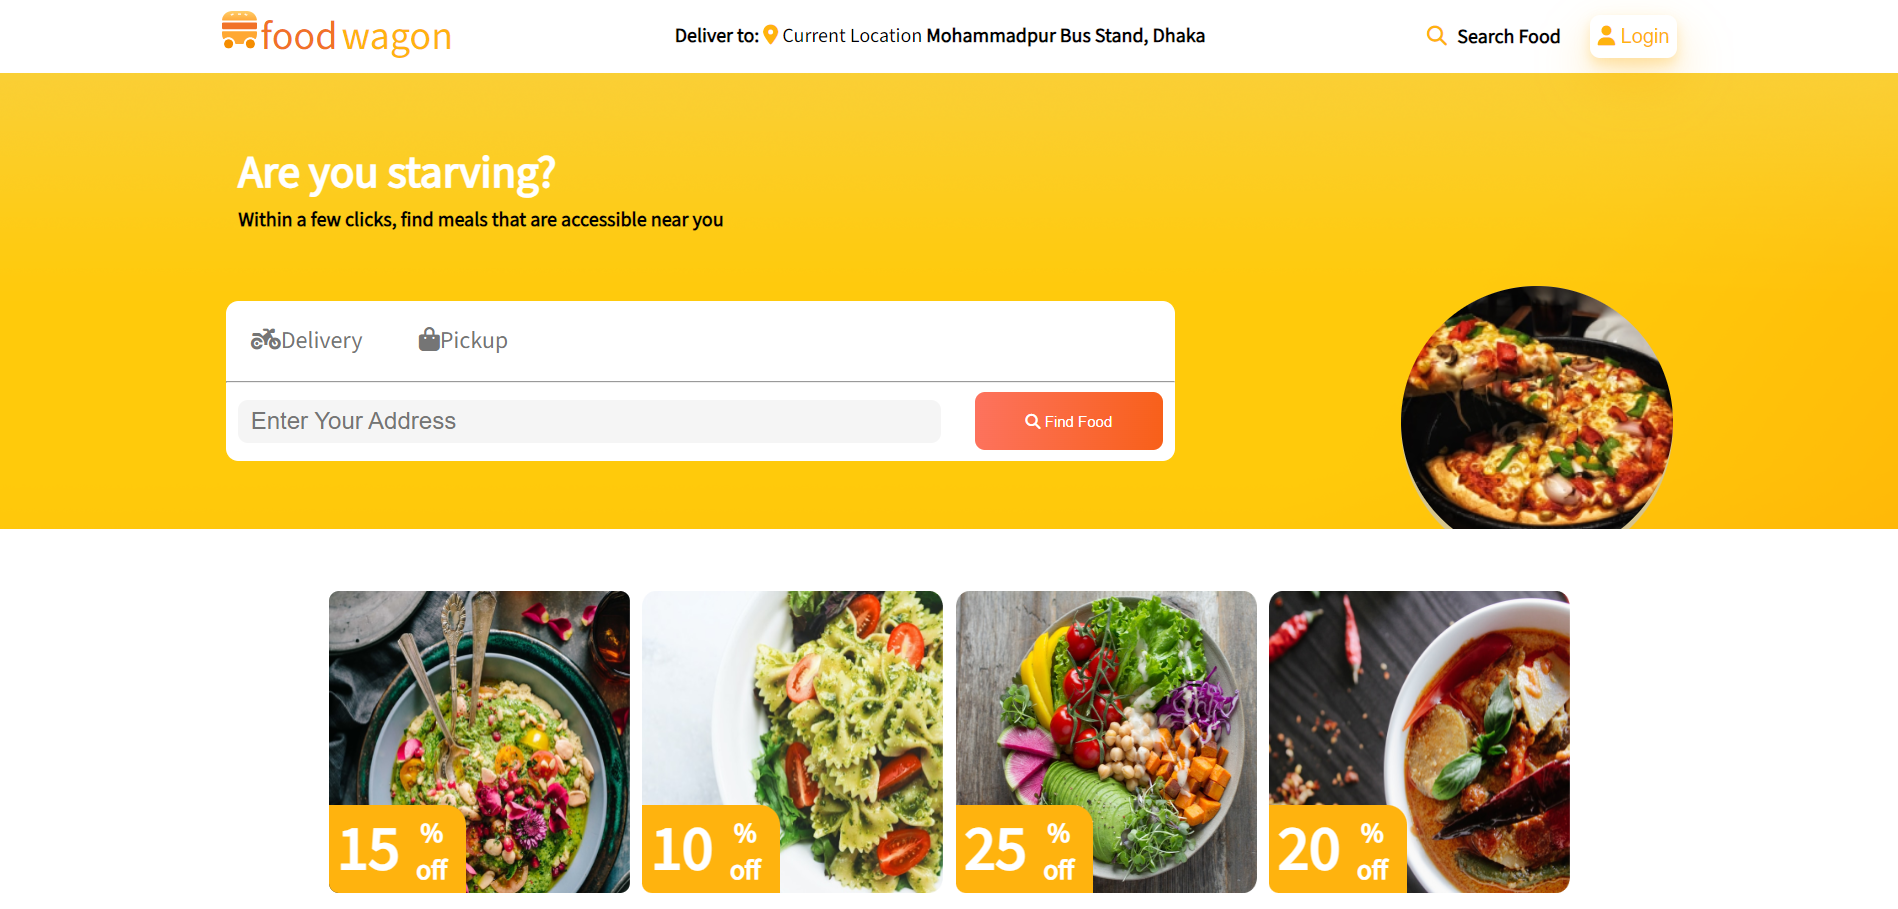 foodwagon
Deliver to: Current Location Mohammadpur Bus Stand, Dhaka
Search Food
Login
Are you starving?
Within a few clicks, find meals that are accessible near you
Delivery
Pickup
Enter Your Address
Find Food
15 % off
10 % off
25 % off
20 % off